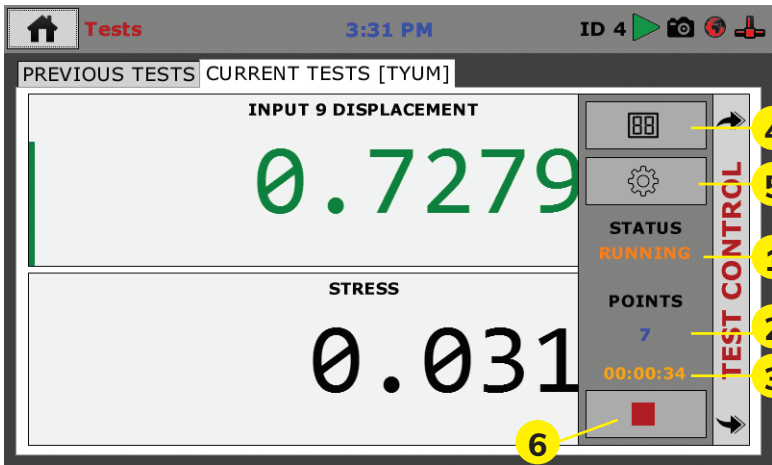 Tests
3:31 PM
ID 4
PREVIOUS TESTS
CURRENT TESTS [TYUM]
INPUT 9 DISPLACEMENT
0.7279
STRESS
0.031
88
STATUS
RUNNING
POINTS
7
00:00:34
TEST CONTROL
4
5
1
2
3
6